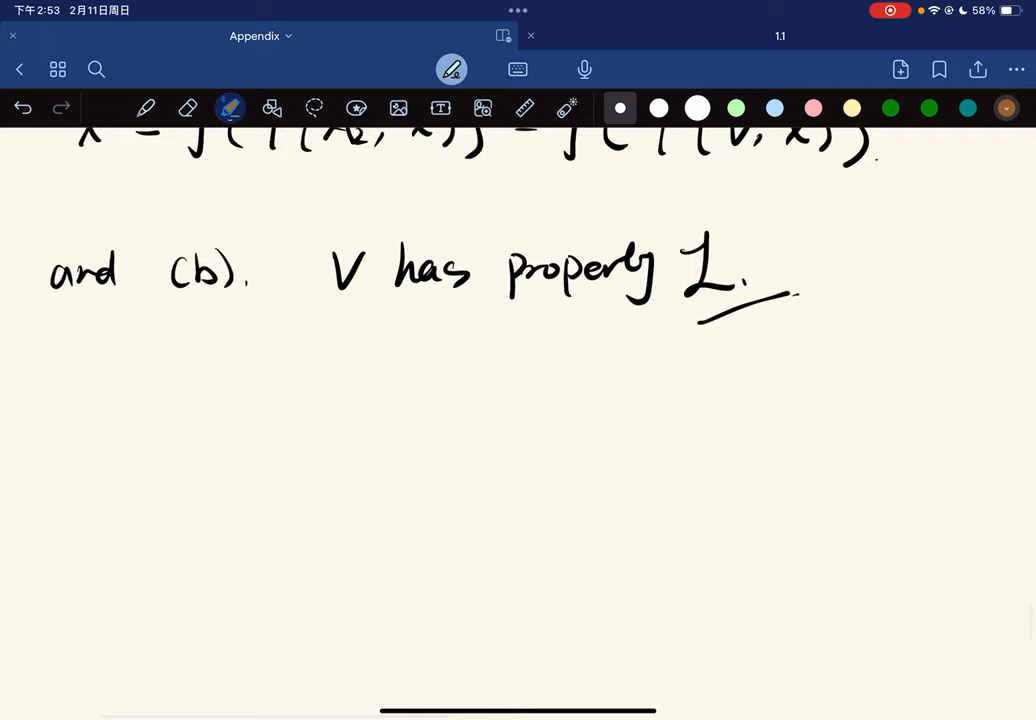 下午2:53 2月11日周日
58%
Appendix
1.1
and (b). V has property L.